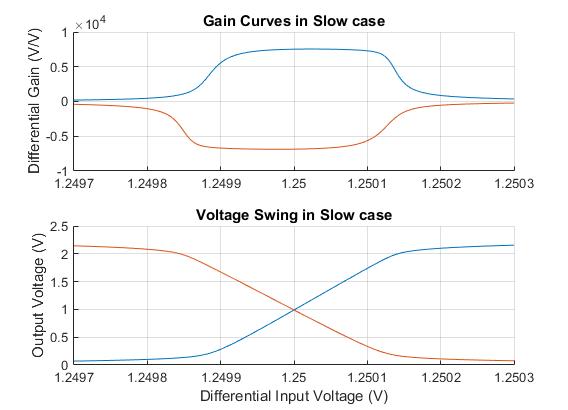 Gain Curves in Slow case
×10⁴
Differential Gain (V/V)
1
0.5
0
-0.5
-1
1.2497 1.2498 1.2499 1.25 1.2501 1.2502 1.2503
Voltage Swing in Slow case
Output Voltage (V)
2.5
2
1.5
1
0.5
0
1.2497 1.2498 1.2499 1.25 1.2501 1.2502 1.2503
Differential Input Voltage (V)